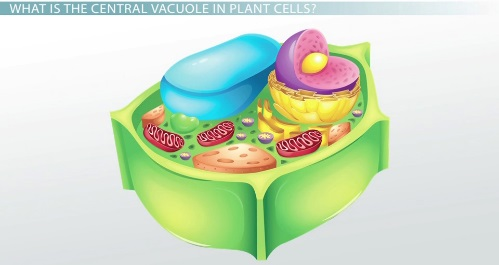 WHAT IS THE CENTRAL VACUOLE IN PLANT CELLS?